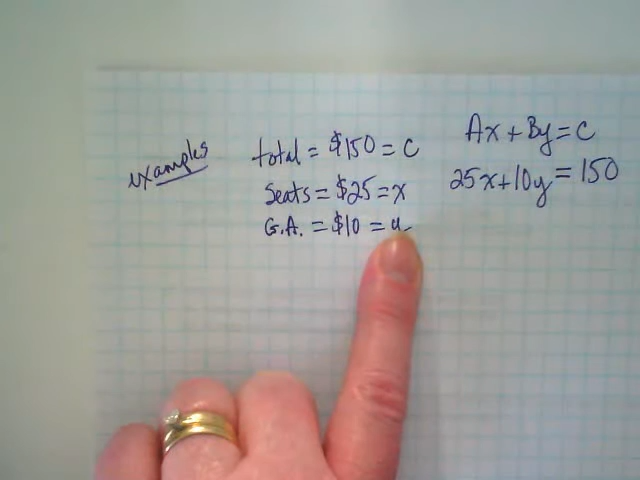 examples
total = $150 = C
Seats = $25 = x
G.A. = $10 = y
Ax + By = C
25x + 10y = 150